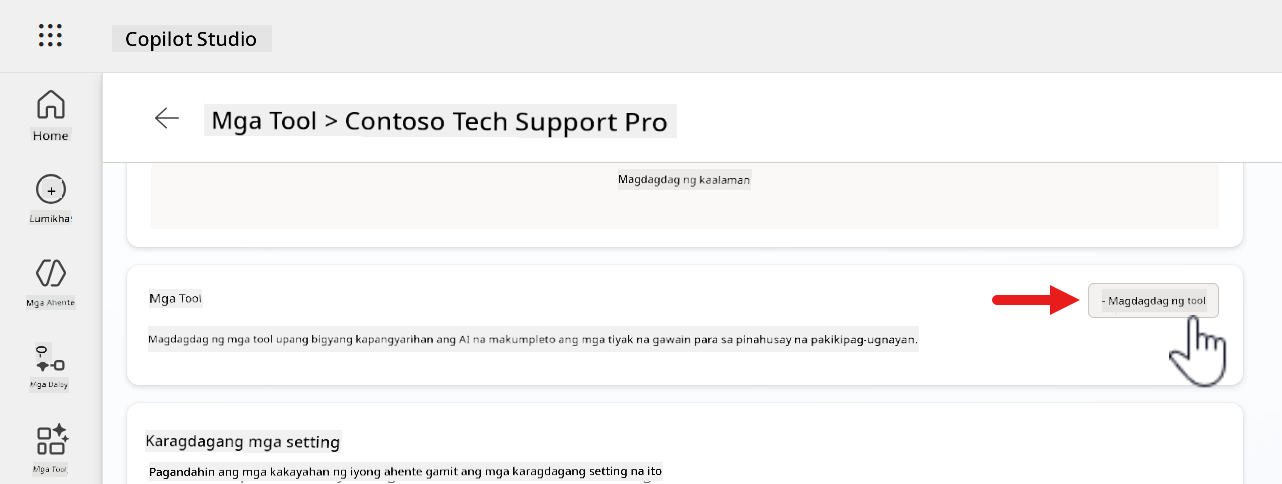 Copilot Studio
Mga Tool > Contoso Tech Support Pro
Home
Lumikha
Mga Ahente
Mga Daloy
Mga Tool
Magdagdag ng kaalaman
Mga Tool
- Magdagdag ng tool
Magdagdag ng mga tool upang bigyang kapangyarihan ang AI na makumpleto ang mga tiyak na gawain para sa pinahusay na pakikipag-ugnayan.
Karagdagang mga setting
Pagandahin ang mga kakayahan ng iyong ahente gamit ang mga karagdagang setting na ito